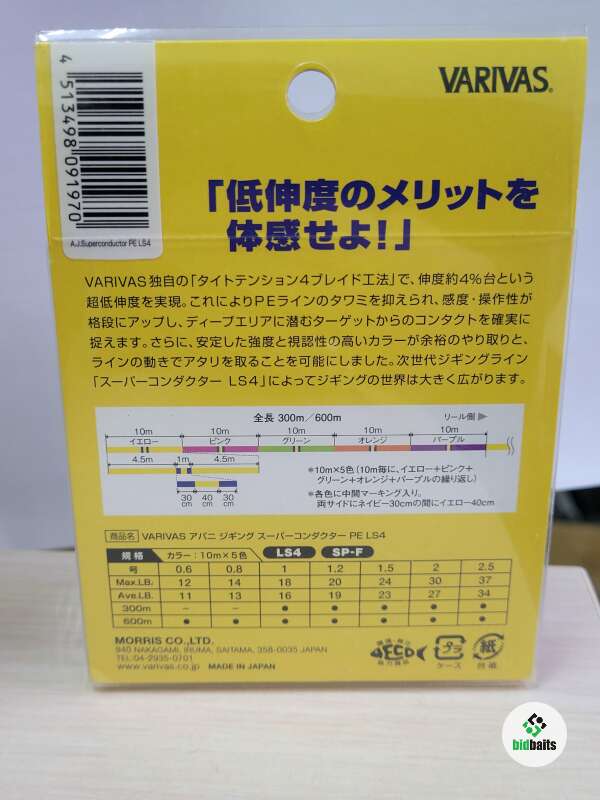 4 513498 091970
A.J.Superconductor PE LS4
VARIVAS®
「低伸度のメリットを
体感せよ!」
VARIVAS独自の「タイトテンション4ブレイド工法」で、伸度約4%台という
超低伸度を実現。これによりPEラインのタワミを抑えられ、感度・操作性が
格段にアップし、ディープエリアに潜むターゲットからのコンタクトを確実に
捉えます。さらに、安定した強度と視認性の高いカラーが余裕のやり取りと、
ラインの動きでアタリを取ることを可能にしました。次世代ジギングライン
「スーパーコンダクター LS4」によってジギングの世界は大きく広がります。
全長 300m/600m
リール側
10m 10m 10m 10m 10m
イエロー ピンク グリーン オレンジ パープル
4.5m 1m 4.5m
30cm 40cm 30cm
*10m×5色(10m毎に、イエロー+ピンク+
グリーン+オレンジ+パープルの繰り返し)
*各色に中間マーキング入り。
両サイドにネイビー30cmの間にイエロー40cm
商品名 VARIVAS アバニ ジギング スーパーコンダクター PE LS4
規格 カラー:10m×5色 LS4 SP-F
号 0.6 0.8 1 1.2 1.5 2 2.5
Max.LB. 12 14 18 20 24 30 37
Ave.LB. 11 13 16 19 23 27 34
300m – – ● ● ● ● ●
600m ● ● ● ● ● ● ●
MORRIS CO.,LTD.
940 NAKAGAMI, IRUMA, SAITAMA, 358-0035 JAPAN
TEL:04-2935-0701
www.varivas.co.jp MADE IN JAPAN
ECO
プラ
ケース
紙
台紙
bidbaits